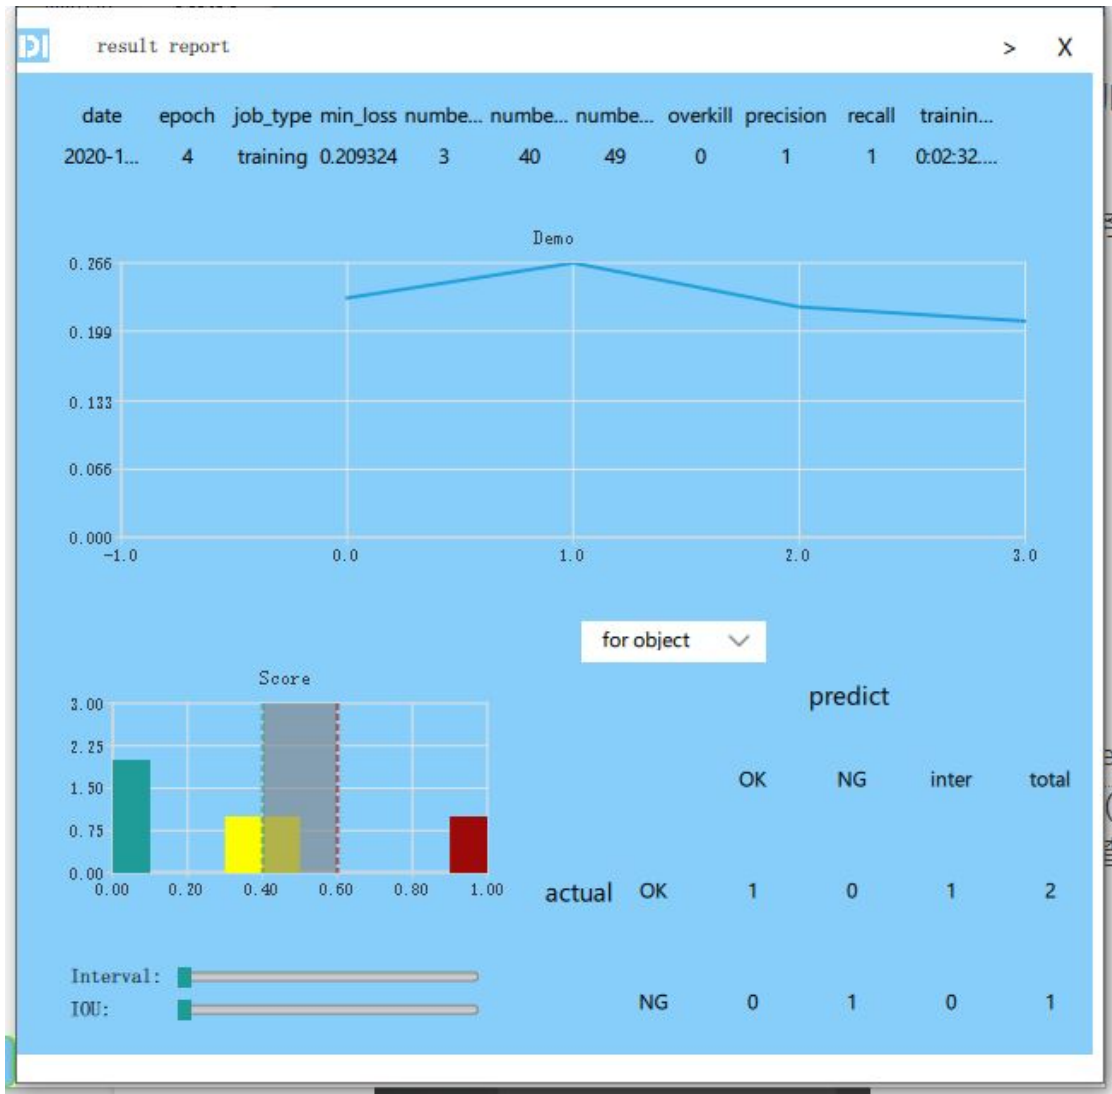 DI result report > X
date epoch job_type min_loss numbe... numbe... numbe... overkill precision recall trainin...
2020-1... 4 training 0.209324 3 40 49 0 1 1 0:02:32....
Demo
0.266
0.199
0.133
0.066
0.000
-1.0 0.0 1.0 2.0 3.0
for object
Score
3.00
2.25
1.50
0.75
0.00
0.00 0.20 0.40 0.60 0.80 1.00
predict
OK NG inter total
actual OK 1 0 1 2
NG 0 1 0 1
Interval:
IOU: